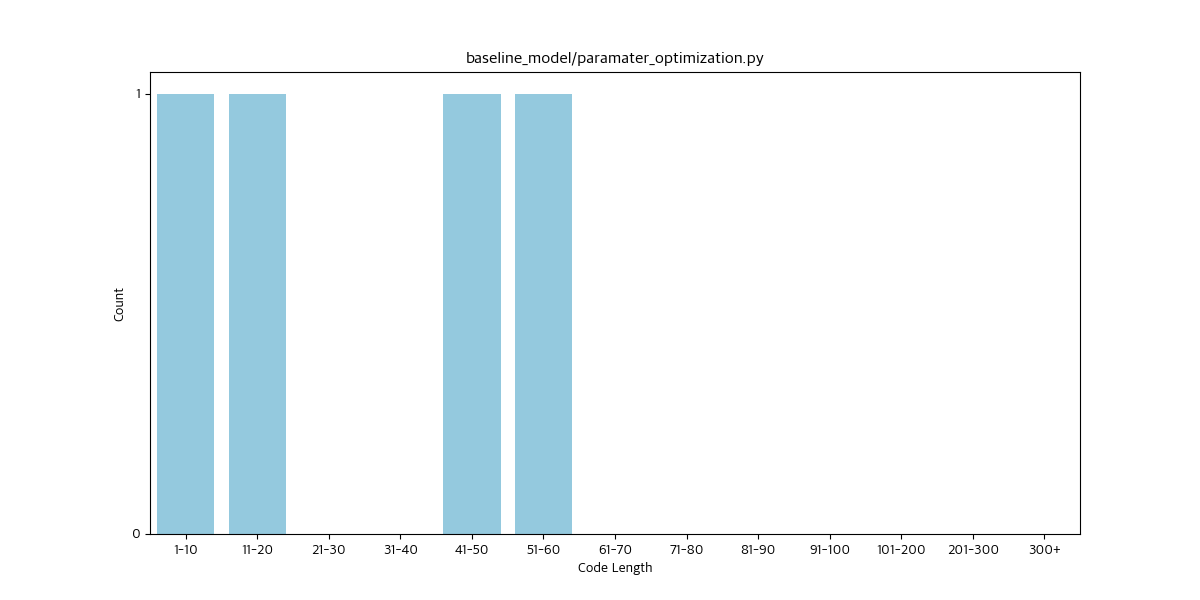 baseline_model/paramater_optimization.py
1
Count
0
1-10 11-20 21-30 31-40 41-50 51-60 61-70 71-80 81-90 91-100 101-200 201-300 300+
Code Length